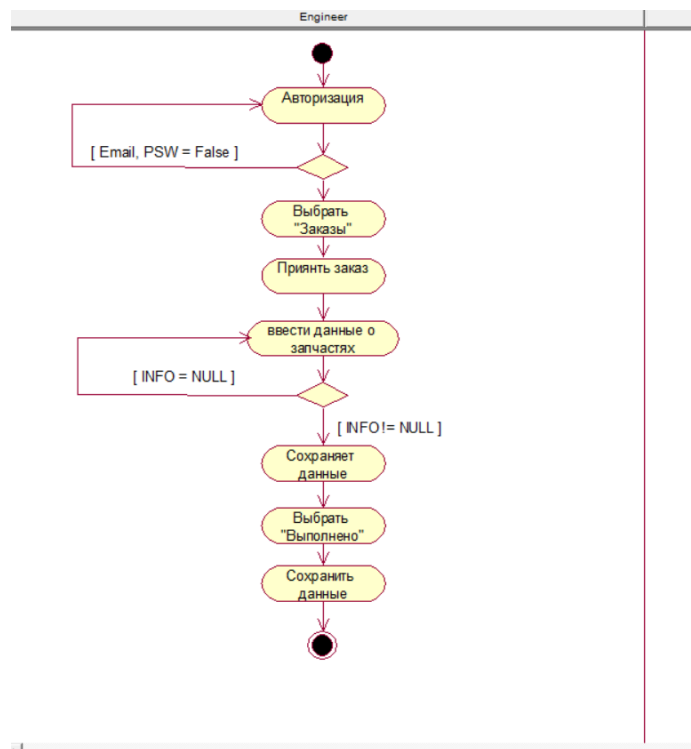 Engineer
Авторизация
[ Email, PSW = False ]
Выбрать
"Заказы"
Приянть заказ
ввести данные о
запчастях
[ INFO = NULL ]
[ INFO != NULL ]
Сохраняет
данные
Выбрать
"Выполнено"
Сохранить
данные